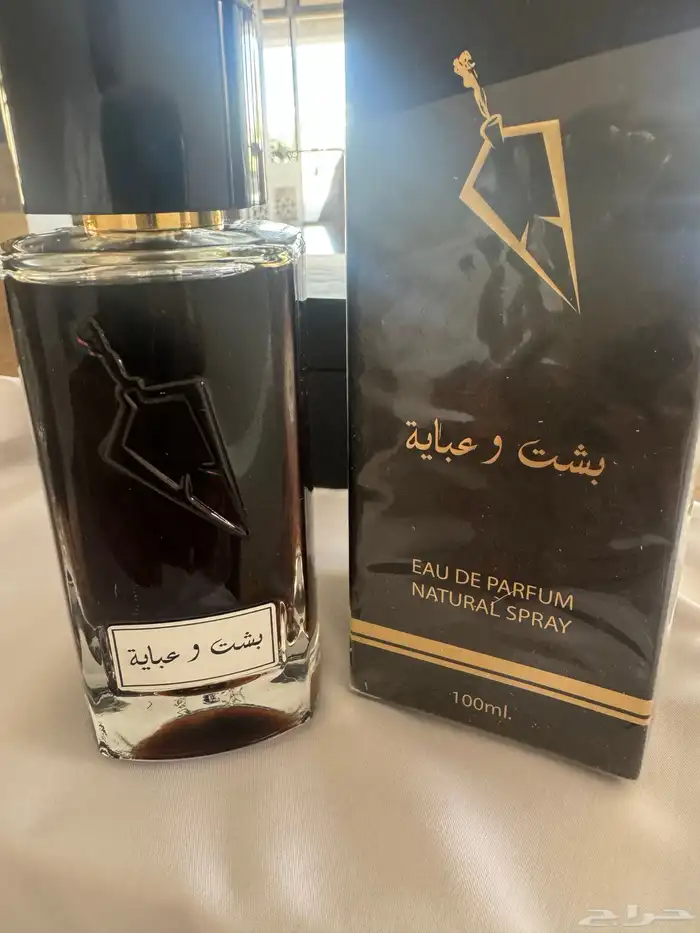 بشت و عباية
بشت و عباية
EAU DE PARFUM
NATURAL SPRAY
100ml.
حراج